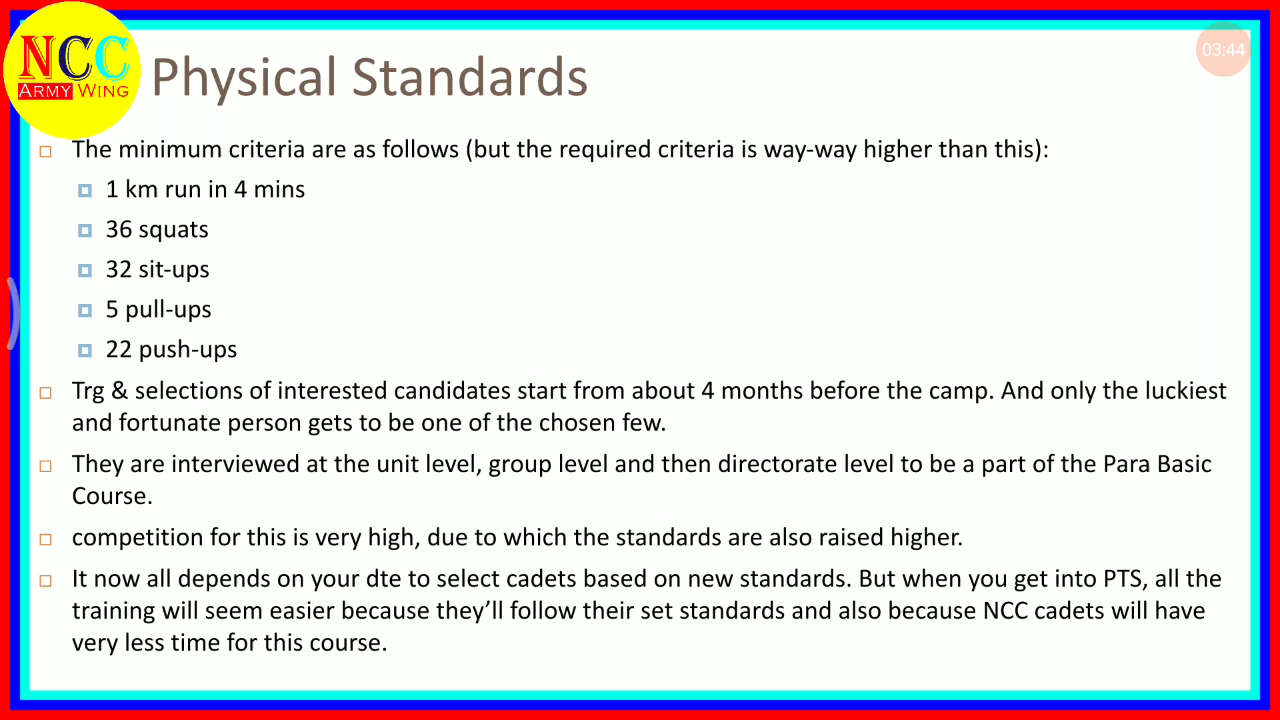 NCC
ARMY WING
Physical Standards
03:44
The minimum criteria are as follows (but the required criteria is way-way higher than this):
1 km run in 4 mins
36 squats
32 sit-ups
5 pull-ups
22 push-ups
Trg & selections of interested candidates start from about 4 months before the camp. And only the luckiest
and fortunate person gets to be one of the chosen few.
They are interviewed at the unit level, group level and then directorate level to be a part of the Para Basic
Course.
competition for this is very high, due to which the standards are also raised higher.
It now all depends on your dte to select cadets based on new standards. But when you get into PTS, all the
training will seem easier because they’ll follow their set standards and also because NCC cadets will have
very less time for this course.